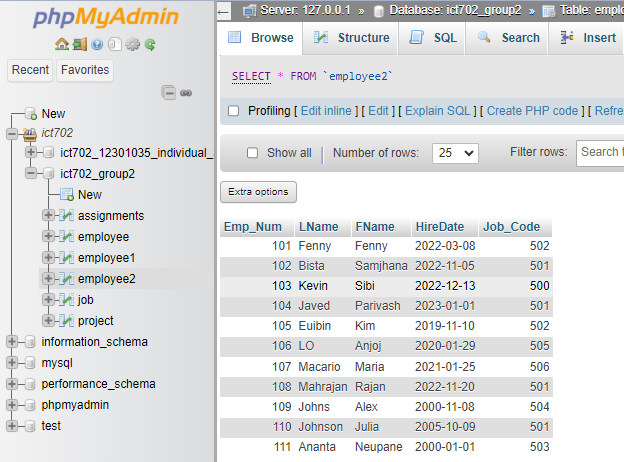 phpMyAdmin
Recent Favorites
New
ict702
ict702_12301035_individual_
ict702_group2
New
assignments
employee
employee1
employee2
job
project
information_schema
mysql
performance_schema
phpmyadmin
test
Server: 127.0.0.1 » Database: ict702_group2 » Table: emplo
Browse Structure SQL Search Insert
SELECT * FROM `employee2`
Profiling [ Edit inline ] [ Edit ] [ Explain SQL ] [ Create PHP code ] [ Refre
Show all | Number of rows: 25 Filter rows: Search f
Extra options
Emp_Num LName FName HireDate Job_Code
101 Fenny Fenny 2022-03-08 502
102 Bista Samjhana 2022-11-05 501
103 Kevin Sibi 2022-12-13 500
104 Javed Parivash 2023-01-01 501
105 Euibin Kim 2019-11-10 502
106 LO Anjoj 2020-01-29 505
107 Macario Maria 2021-01-25 506
108 Mahrajan Rajan 2022-11-20 501
109 Johns Alex 2000-11-08 504
110 Johnson Julia 2005-10-09 501
111 Ananta Neupane 2000-01-01 503